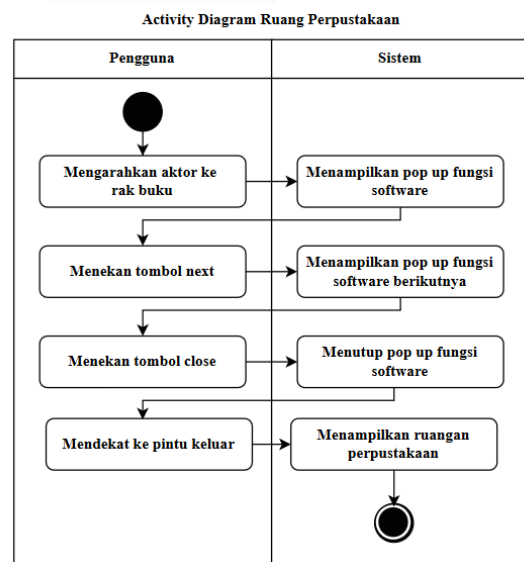 Activity Diagram Ruang Perpustakaan
Pengguna
Sistem
Mengarahkan aktor ke
rak buku
Menampilkan pop up fungsi
software
Menekan tombol next
Menampilkan pop up fungsi
software berikutnya
Menekan tombol close
Menutup pop up fungsi
software
Mendekat ke pintu keluar
Menampilkan ruangan
perpustakaan